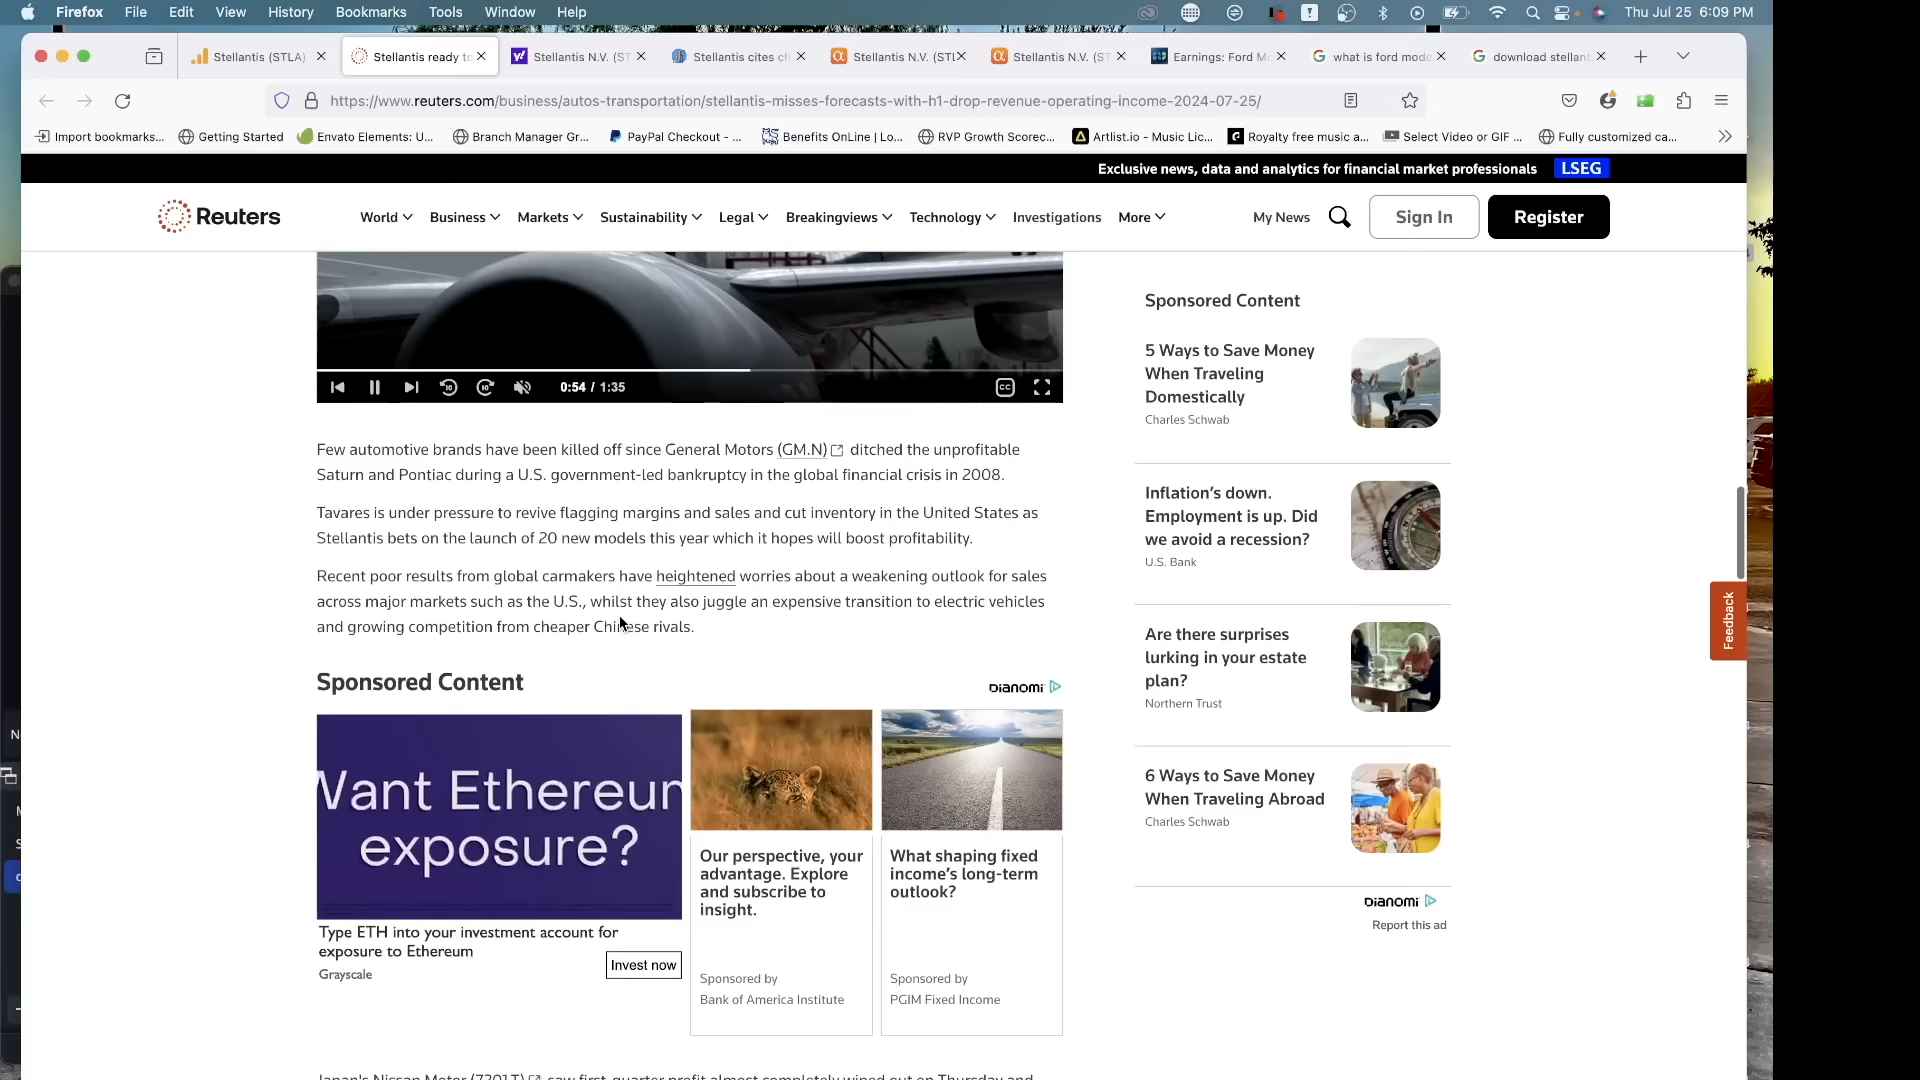 Firefox File Edit View History Bookmarks Tools Window Help Thu Jul 25 6:09 PM
Stellantis (STLA) Stellantis ready to Stellantis N.V. (ST Stellantis cites ch Stellantis N.V. (STL Stellantis N.V. (ST Earnings: Ford Mo what is ford mode download stellant
https://www.reuters.com/business/autos-transportation/stellantis-misses-forecasts-with-h1-drop-revenue-operating-income-2024-07-25/
Import bookmarks... Getting Started Envato Elements: U... Branch Manager Gr... PayPal Checkout - ... Benefits OnLine | Lo... RVP Growth Scorec... Artlist.io - Music Lic... Royalty free music a... Select Video or GIF ... Fully customized ca...
Exclusive news, data and analytics for financial market professionals LSEG
Reuters World Business Markets Sustainability Legal Breakingviews Technology Investigations More My News Sign In Register
0:54 / 1:35 CC
Few automotive brands have been killed off since General Motors (GM.N) ditched the unprofitable
Saturn and Pontiac during a U.S. government-led bankruptcy in the global financial crisis in 2008.
Tavares is under pressure to revive flagging margins and sales and cut inventory in the United States as
Stellantis bets on the launch of 20 new models this year which it hopes will boost profitability.
Recent poor results from global carmakers have heightened worries about a weakening outlook for sales
across major markets such as the U.S., whilst they also juggle an expensive transition to electric vehicles
and growing competition from cheaper Chinese rivals.
Sponsored Content
DIANOMI
Want Ethereum
exposure?
Type ETH into your investment account for
exposure to Ethereum
Grayscale
Invest now
Our perspective, your
advantage. Explore
and subscribe to
insight.
Sponsored by
Bank of America Institute
What shaping fixed
income's long-term
outlook?
Sponsored by
PGIM Fixed Income
Sponsored Content
5 Ways to Save Money
When Traveling
Domestically
Charles Schwab
Inflation's down.
Employment is up. Did
we avoid a recession?
U.S. Bank
Are there surprises
lurking in your estate
plan?
Northern Trust
6 Ways to Save Money
When Traveling Abroad
Charles Schwab
DIANOMI
Report this ad
Feedback
Japan's Nissan Motor (7201.T) saw first-quarter profit almost completely wiped out on Thursday and